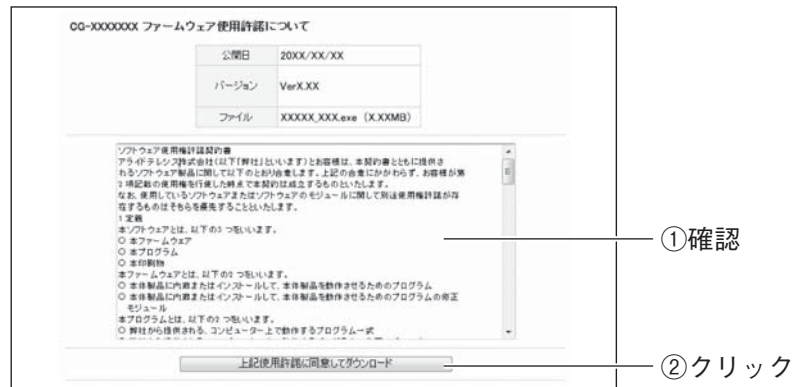 CG-XXXXXXX ファームウェア使用許諾について
公開日 20XX/XX/XX
バージョン VerX.XX
ファイル XXXXX_XXX.exe (X.XXMB)
ソフトウェア使用権許諾契約書
アライドテレシス株式会社(以下「弊社」といいます)とお客様は、本契約書とともに提供さ
れるソフトウェア製品に関して以下のとおり合意します。上記の合意にかかわらず、お客様が第
2 項記載の使用権を行使した時点で本契約は成立するものといたします。
なお、使用しているソフトウェアまたはソフトウェアのモジュールに関して別途使用権許諾が存
在するものはそちらを優先することといたします。
1 定義
本ソフトウェアとは、以下の3 つをいいます。
○ 本ファームウェア
○ 本プログラム
○ 本印刷物
本ファームウェアとは、以下の2 つをいいます。
○ 本体製品に内蔵またはインストールして、本体製品を動作させるためのプログラム
○ 本体製品に内蔵またはインストールして、本体製品を動作させるためのプログラムの修正
モジュール
本プログラムとは、以下の2 つをいいます。
○ 弊社から提供される、コンピューター上で動作するプログラム一式
①確認
上記使用許諾に同意してダウンロード
②クリック